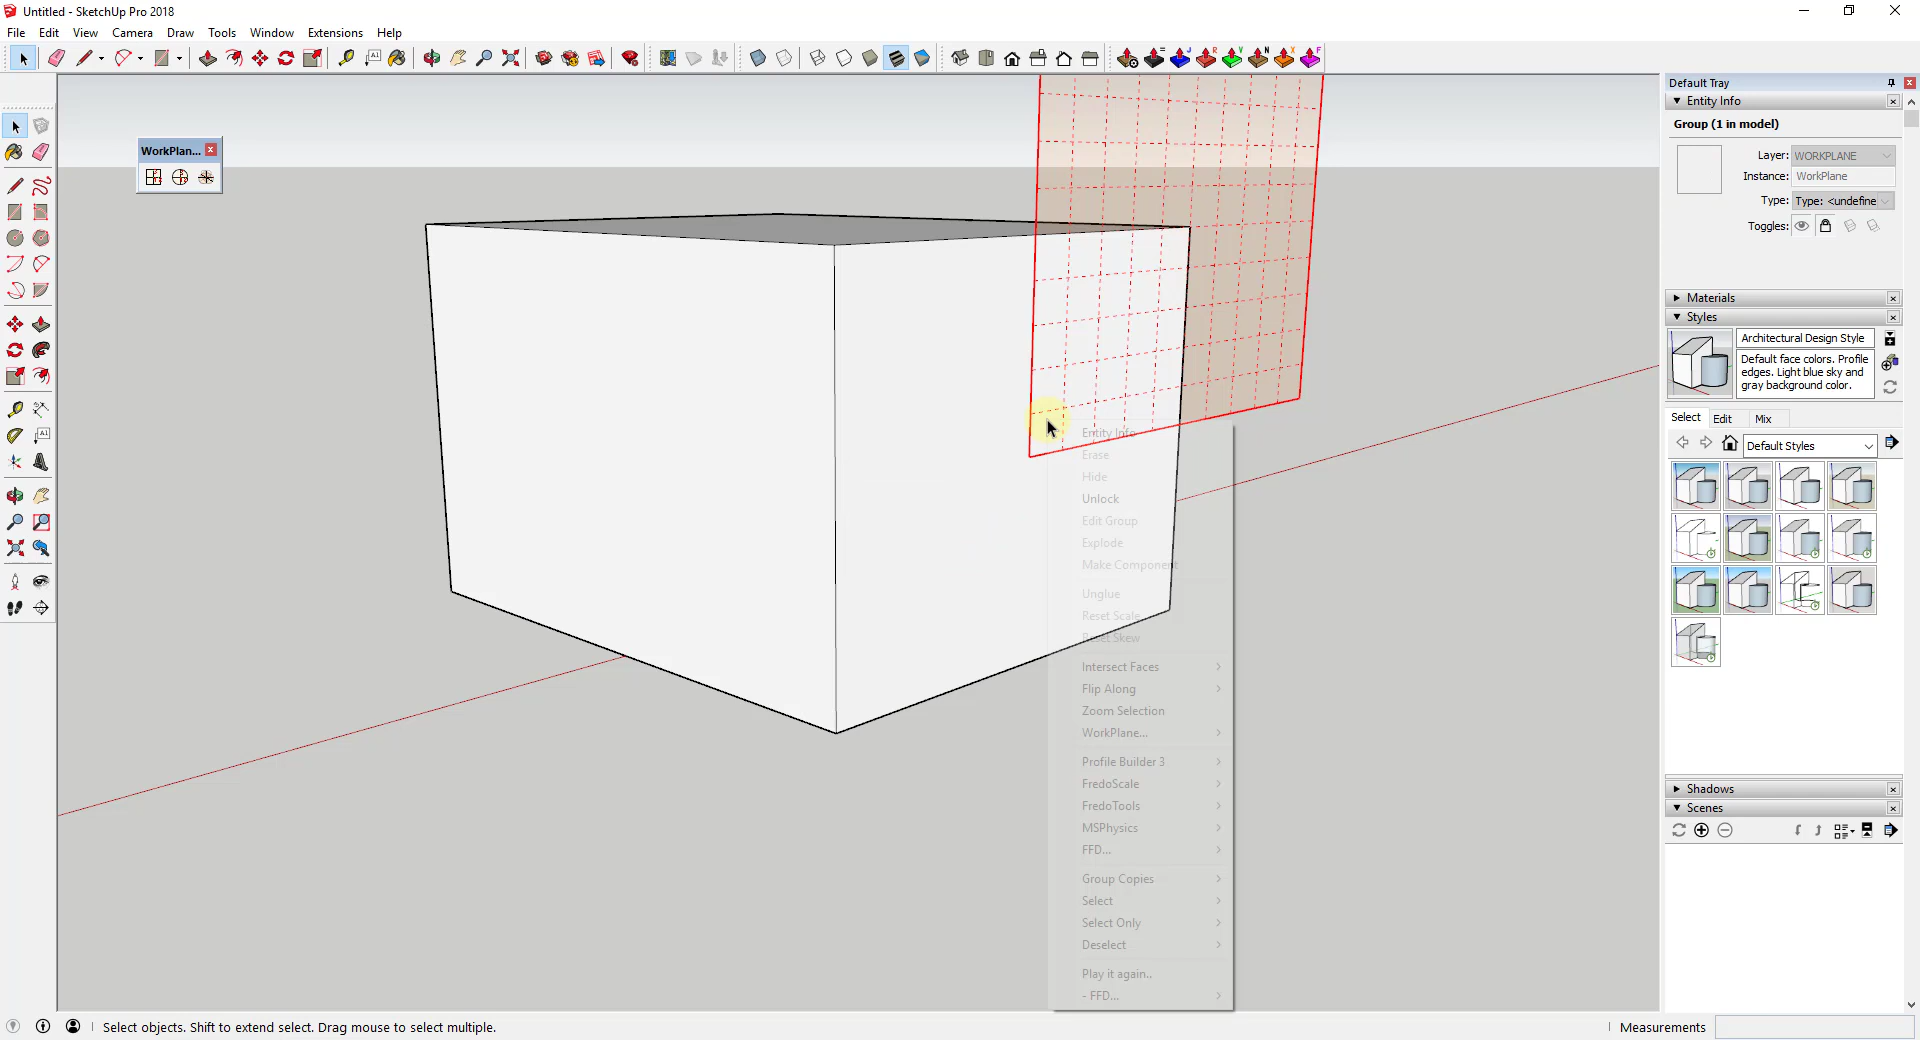 Untitled - SketchUp Pro 2018
File Edit View Camera Draw Tools Window Extensions Help
WorkPlan...
Default Tray
Entity Info
Group (1 in model)
Layer: WORKPLANE
Instance: WorkPlane
Type: Type: <undefine
Toggles:
Materials
Styles
Architectural Design Style
Default face colors. Profile
edges. Light blue sky and
gray background color.
Select Edit Mix
Default Styles
Shadows
Scenes
Entity Info
Erase
Hide
Unlock
Edit Group
Explode
Make Component
Unglue
Reset Scale
Reset Skew
Intersect Faces
Flip Along
Zoom Selection
WorkPlane...
Profile Builder 3
FredoScale
FredoTools
MSPhysics
FFD...
Group Copies
Select
Select Only
Deselect
Play it again..
- FFD...
Select objects. Shift to extend select. Drag mouse to select multiple.
Measurements